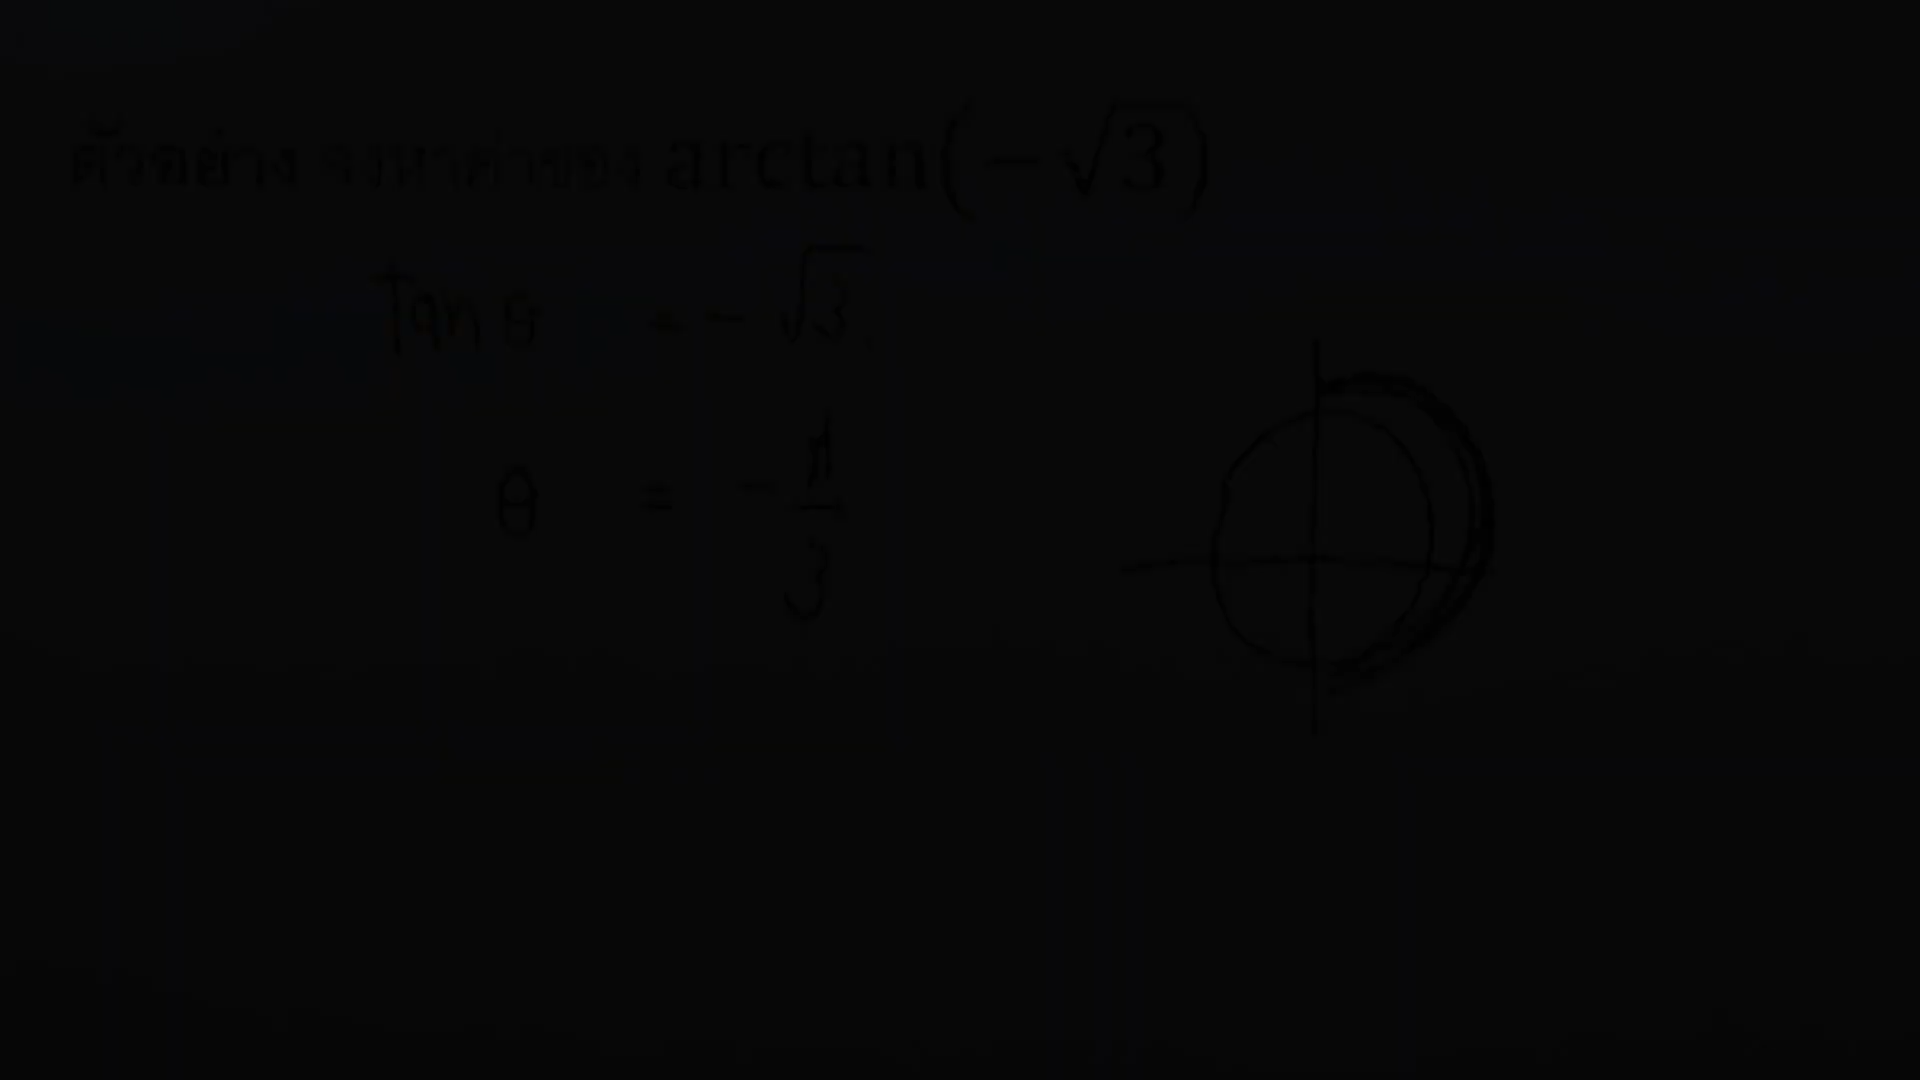 ตัวอย่าง จงหาค่าของ arctan(−√3)
Tan θ = − √3
θ = − π/3